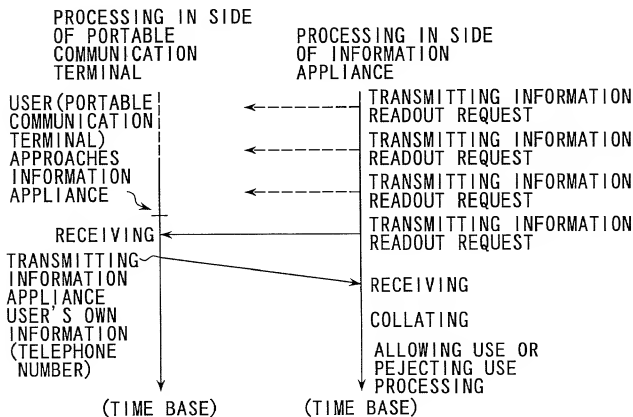 PROCESSING IN SIDE
OF PORTABLE
COMMUNICATION
TERMINAL
PROCESSING IN SIDE
OF INFORMATION
APPLIANCE
USER(PORTABLE
COMMUNICATION
TERMINAL)
APPROACHES
INFORMATION
APPLIANCE
TRANSMITTING INFORMATION
READOUT REQUEST
TRANSMITTING INFORMATION
READOUT REQUEST
TRANSMITTING INFORMATION
READOUT REQUEST
TRANSMITTING INFORMATION
READOUT REQUEST
RECEIVING
TRANSMITTING
INFORMATION
APPLIANCE
USER'S OWN
INFORMATION
(TELEPHONE
NUMBER)
RECEIVING
COLLATING
ALLOWING USE OR
PEJECTING USE
PROCESSING
(TIME BASE)
(TIME BASE)